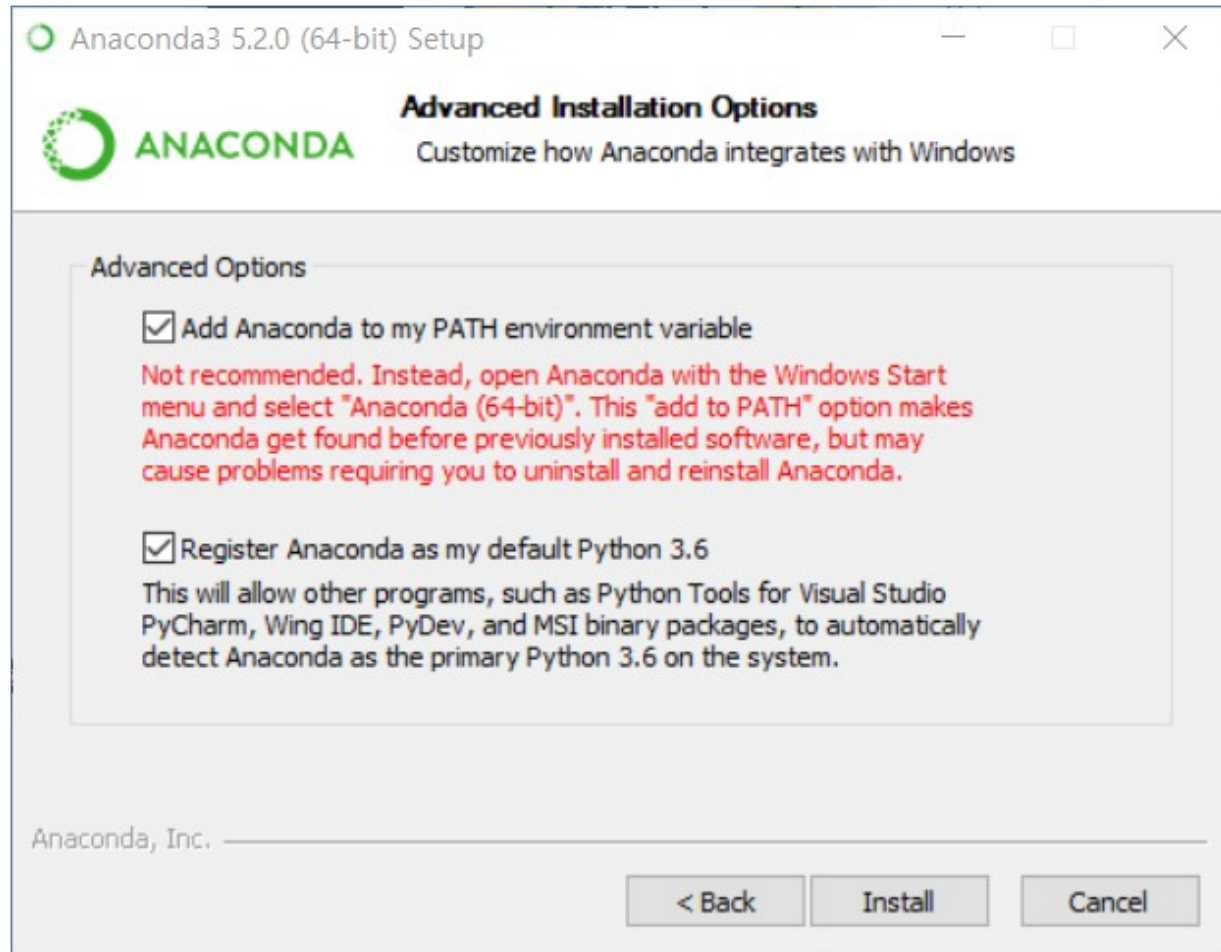 Anaconda3 5.2.0 (64-bit) Setup
ANACONDA
Advanced Installation Options
Customize how Anaconda integrates with Windows
Advanced Options
Add Anaconda to my PATH environment variable
Not recommended. Instead, open Anaconda with the Windows Start
menu and select "Anaconda (64-bit)". This "add to PATH" option makes
Anaconda get found before previously installed software, but may
cause problems requiring you to uninstall and reinstall Anaconda.
Register Anaconda as my default Python 3.6
This will allow other programs, such as Python Tools for Visual Studio
PyCharm, Wing IDE, PyDev, and MSI binary packages, to automatically
detect Anaconda as the primary Python 3.6 on the system.
Anaconda, Inc.
< Back
Install
Cancel